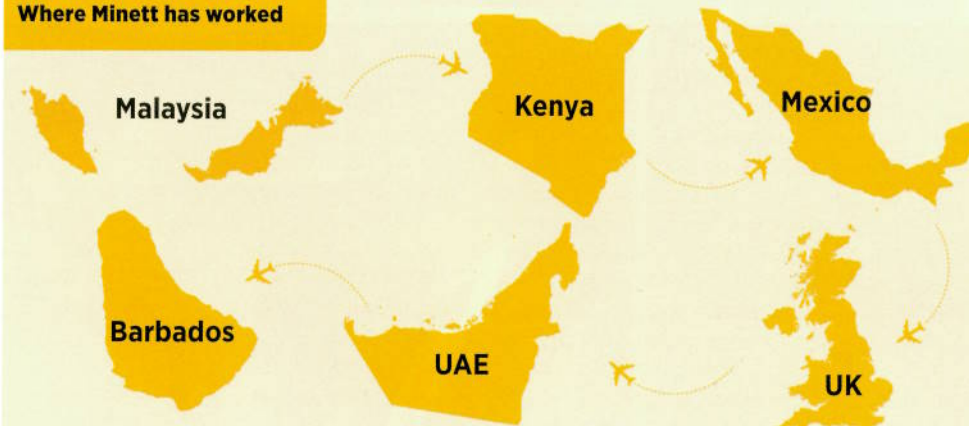 Where Minett has worked
Malaysia
Kenya
Mexico
Barbados
UAE
UK